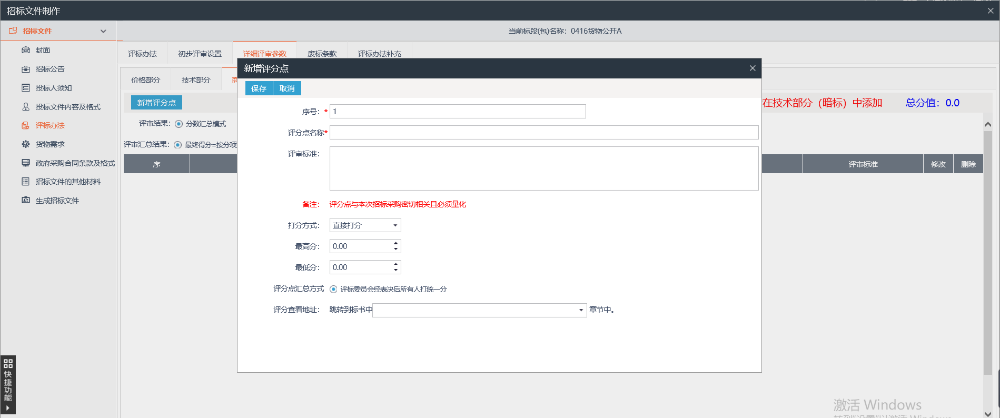 招标文件制作
招标文件
当前标段(包)名称：0416货物公开A
封面
招标公告
投标人须知
投标文件内容及格式
评标办法
货物需求
政府采购合同条款及格式
招标文件的其他材料
生成招标文件
快捷功能
评标办法 初步评审设置 详细评审参数 废标条款 评标办法补充
价格部分 技术部分 商
新增评分点
在技术部分（暗标）中添加 总分值：0.0
评审结果： 分数汇总模式
评审汇总结果： 最终得分=按分项
序 评审标准 修改 删除
新增评分点
保存 取消
序号：* 1
评分点名称*
评审标准：
备注： 评分点与本次招标采购密切相关且必须量化
打分方式： 直接打分
最高分： 0.00
最低分： 0.00
评分点汇总方式 评标委员会经表决后所有人打统一分
评分查看地址： 跳转到标书中 章节中。
激活 Windows
转到"设置"以激活 Windows